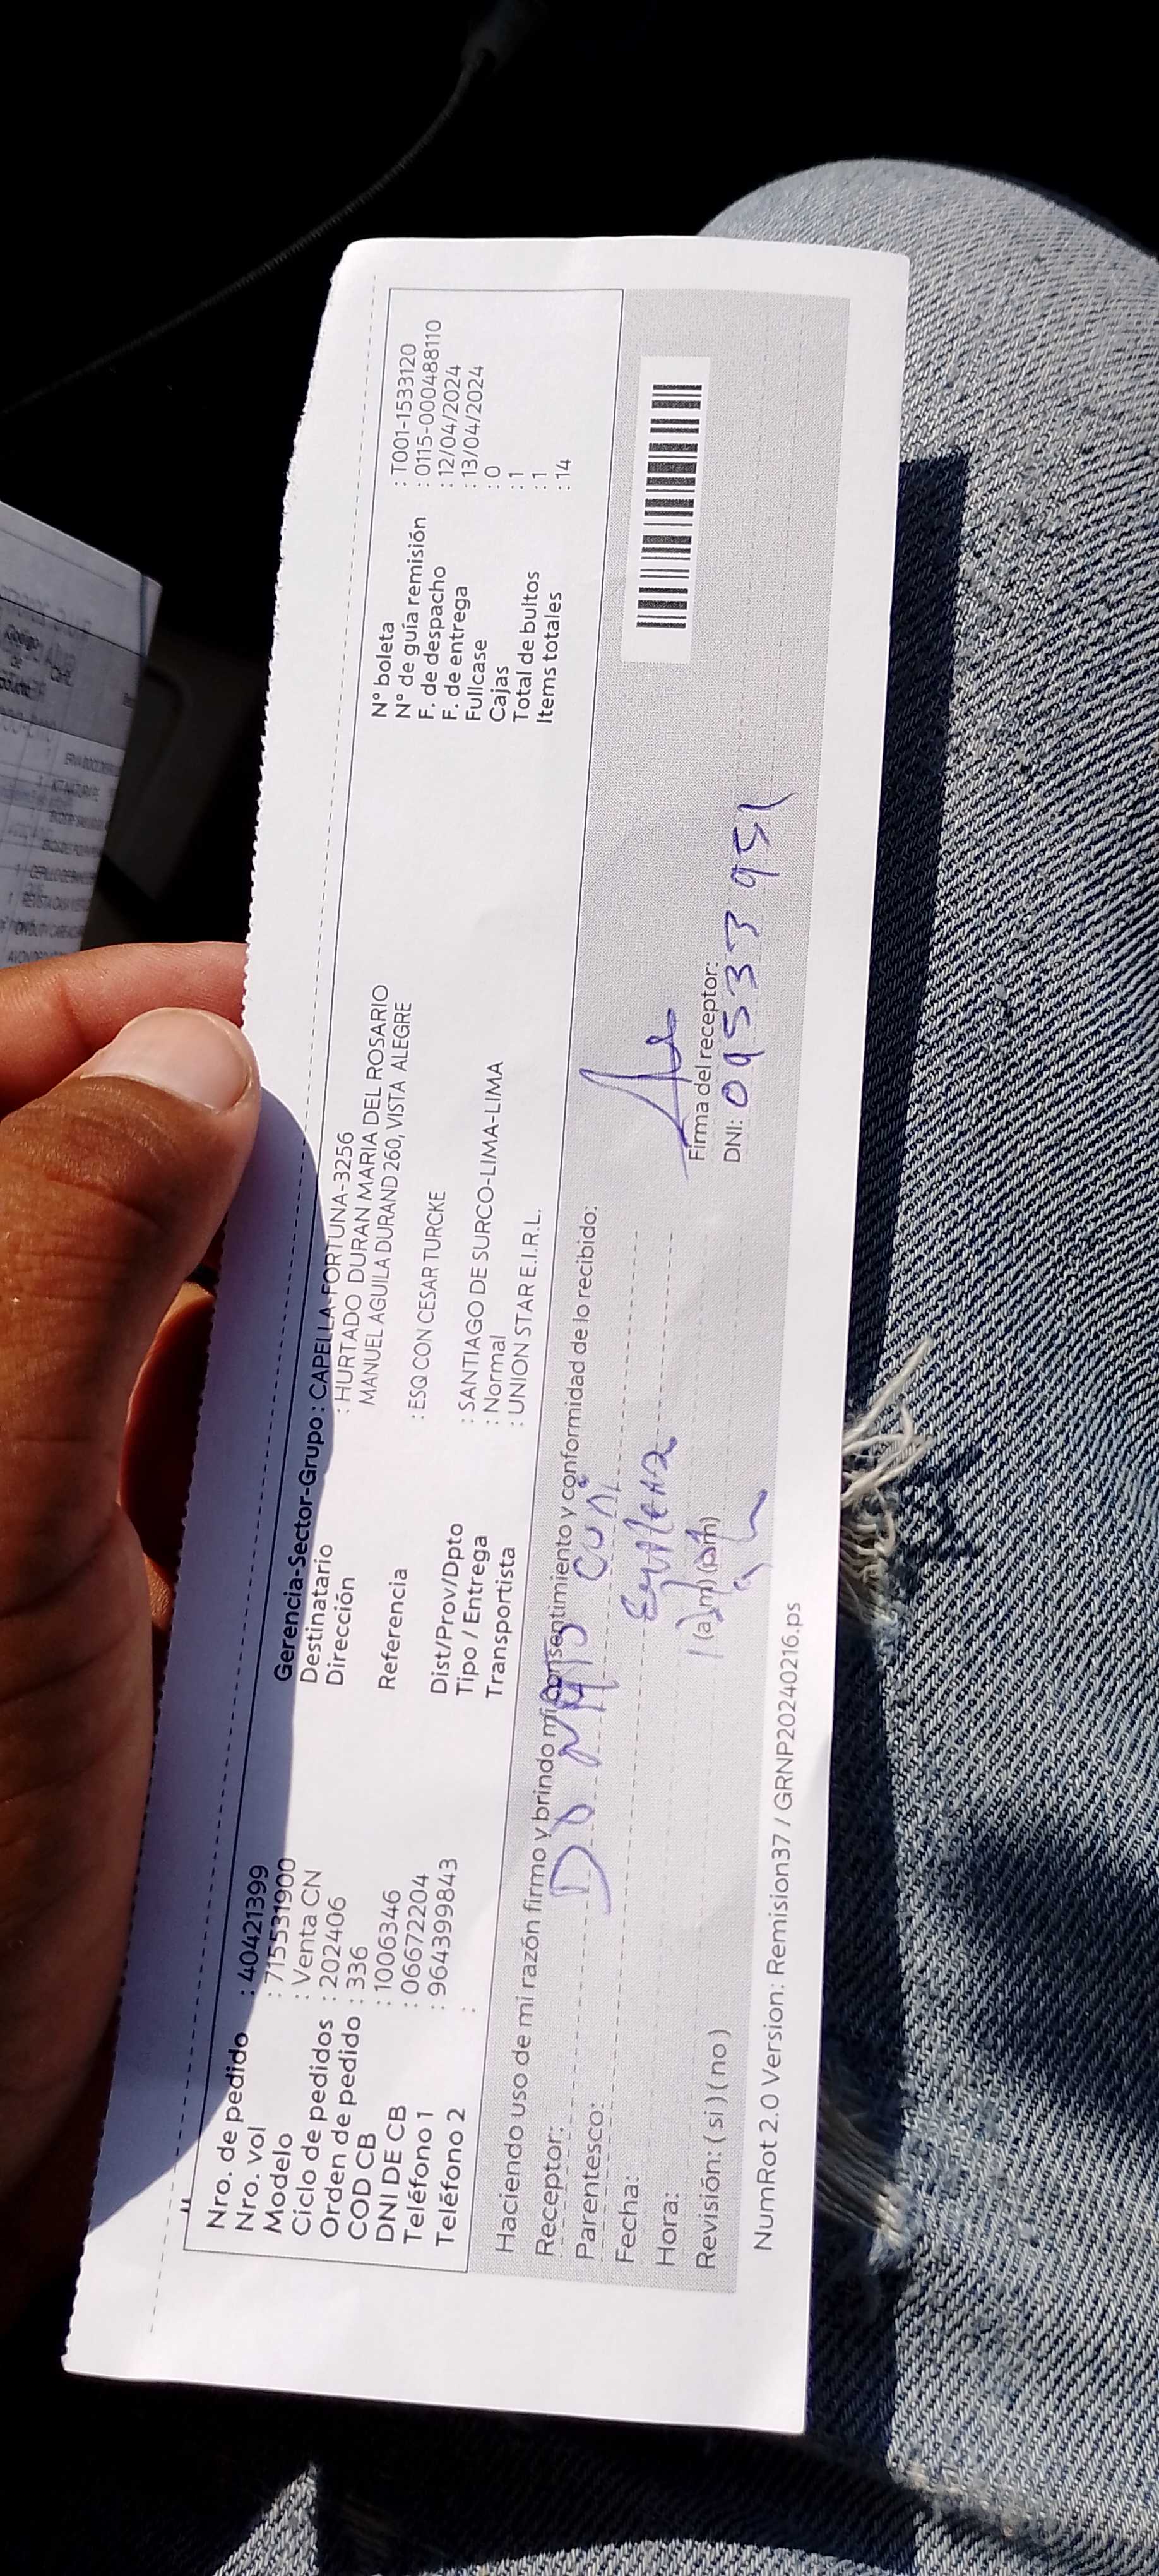 Nro. de pedido : 40421399
Nro. vol : 715531900
Modelo : Venta CN
Ciclo de pedidos : 202406
Orden de pedido : 336
COD CB : 1006346
DNI DE CB : 06672204
Teléfono 1 : 964399843
Teléfono 2 :
Gerencia-Sector-Grupo : CAPELLA-FORTUNA-3256
Destinatario : HURTADO DURAN MARIA DEL ROSARIO
Dirección MANUEL AGUILA DURAND 260, VISTA ALEGRE
Referencia : ESQ CON CESAR TURCKE
Dist/Prov/Dpto : SANTIAGO DE SURCO-LIMA-LIMA
Tipo / Entrega : Normal
Transportista : UNION STAR E.I.R.L.
N° boleta : T001-1533120
N° de guía remisión : 0115-000488110
F. de despacho : 12/04/2024
F. de entrega : 13/04/2024
Fullcase : 0
Cajas : 1
Total de bultos : 1
Items totales : 14
Haciendo uso de mi razón firmo y brindo mi consentimiento y conformidad de lo recibido:
Receptor:
Parentesco:
Fecha:
Hora: (am) (pm)
Revisión: ( si ) ( no )
Firma del receptor:
DNI: 09533951
NumRot 2.0 Version: Remision37 / GRNP20240216.ps